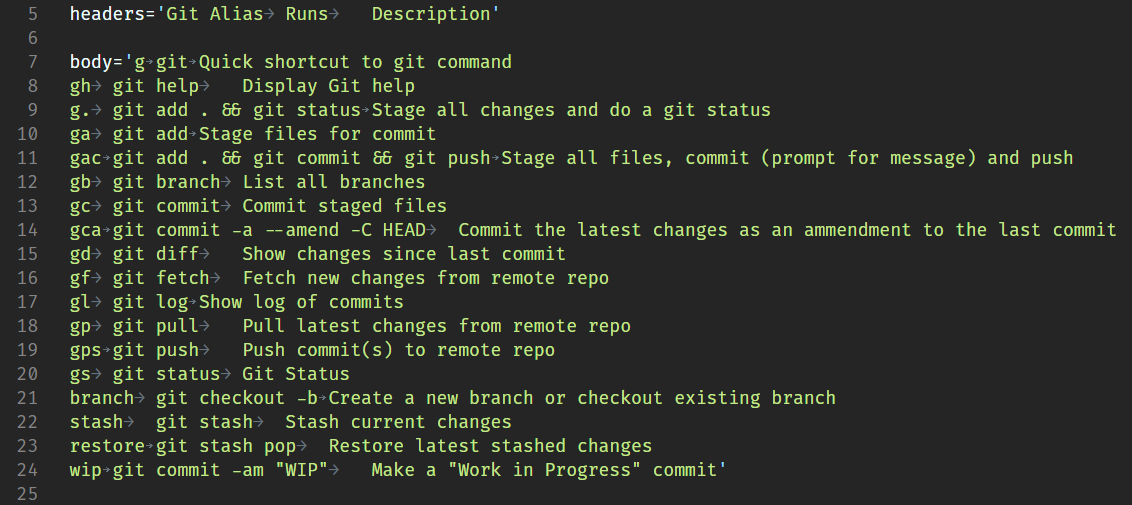 5 headers='Git Alias→ Runs→ Description'
6
7 body='g→git→Quick shortcut to git command
8 gh→ git help→ Display Git help
9 g.→ git add . && git status→Stage all changes and do a git status
10 ga→ git add→Stage files for commit
11 gac→git add . && git commit && git push→Stage all files, commit (prompt for message) and push
12 gb→ git branch→ List all branches
13 gc→ git commit→ Commit staged files
14 gca→git commit -a --amend -C HEAD→ Commit the latest changes as an ammendment to the last commit
15 gd→ git diff→ Show changes since last commit
16 gf→ git fetch→ Fetch new changes from remote repo
17 gl→ git log→Show log of commits
18 gp→ git pull→ Pull latest changes from remote repo
19 gps→git push→ Push commit(s) to remote repo
20 gs→ git status→ Git Status
21 branch→ git checkout -b→Create a new branch or checkout existing branch
22 stash→ git stash→ Stash current changes
23 restore→git stash pop→ Restore latest stashed changes
24 wip→git commit -am "WIP"→ Make a "Work in Progress" commit'
25